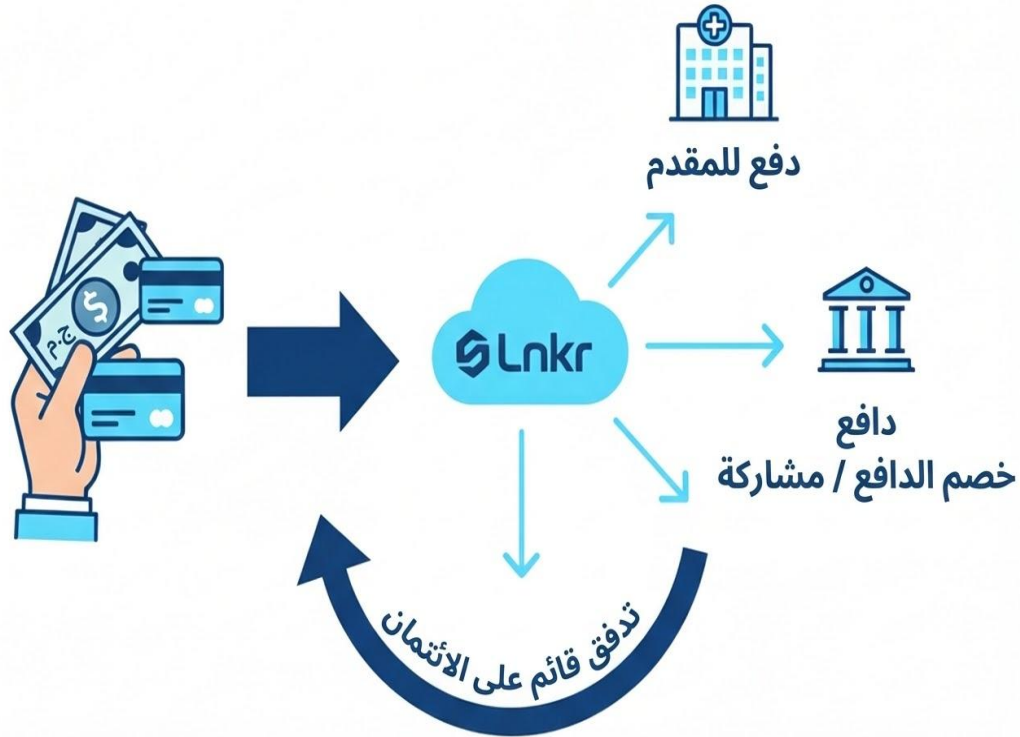 دفع للمقدم
$
ج.م
Lnkr
دافع
خصم الدافع / مشاركة
تدفق قائم على الائتمان